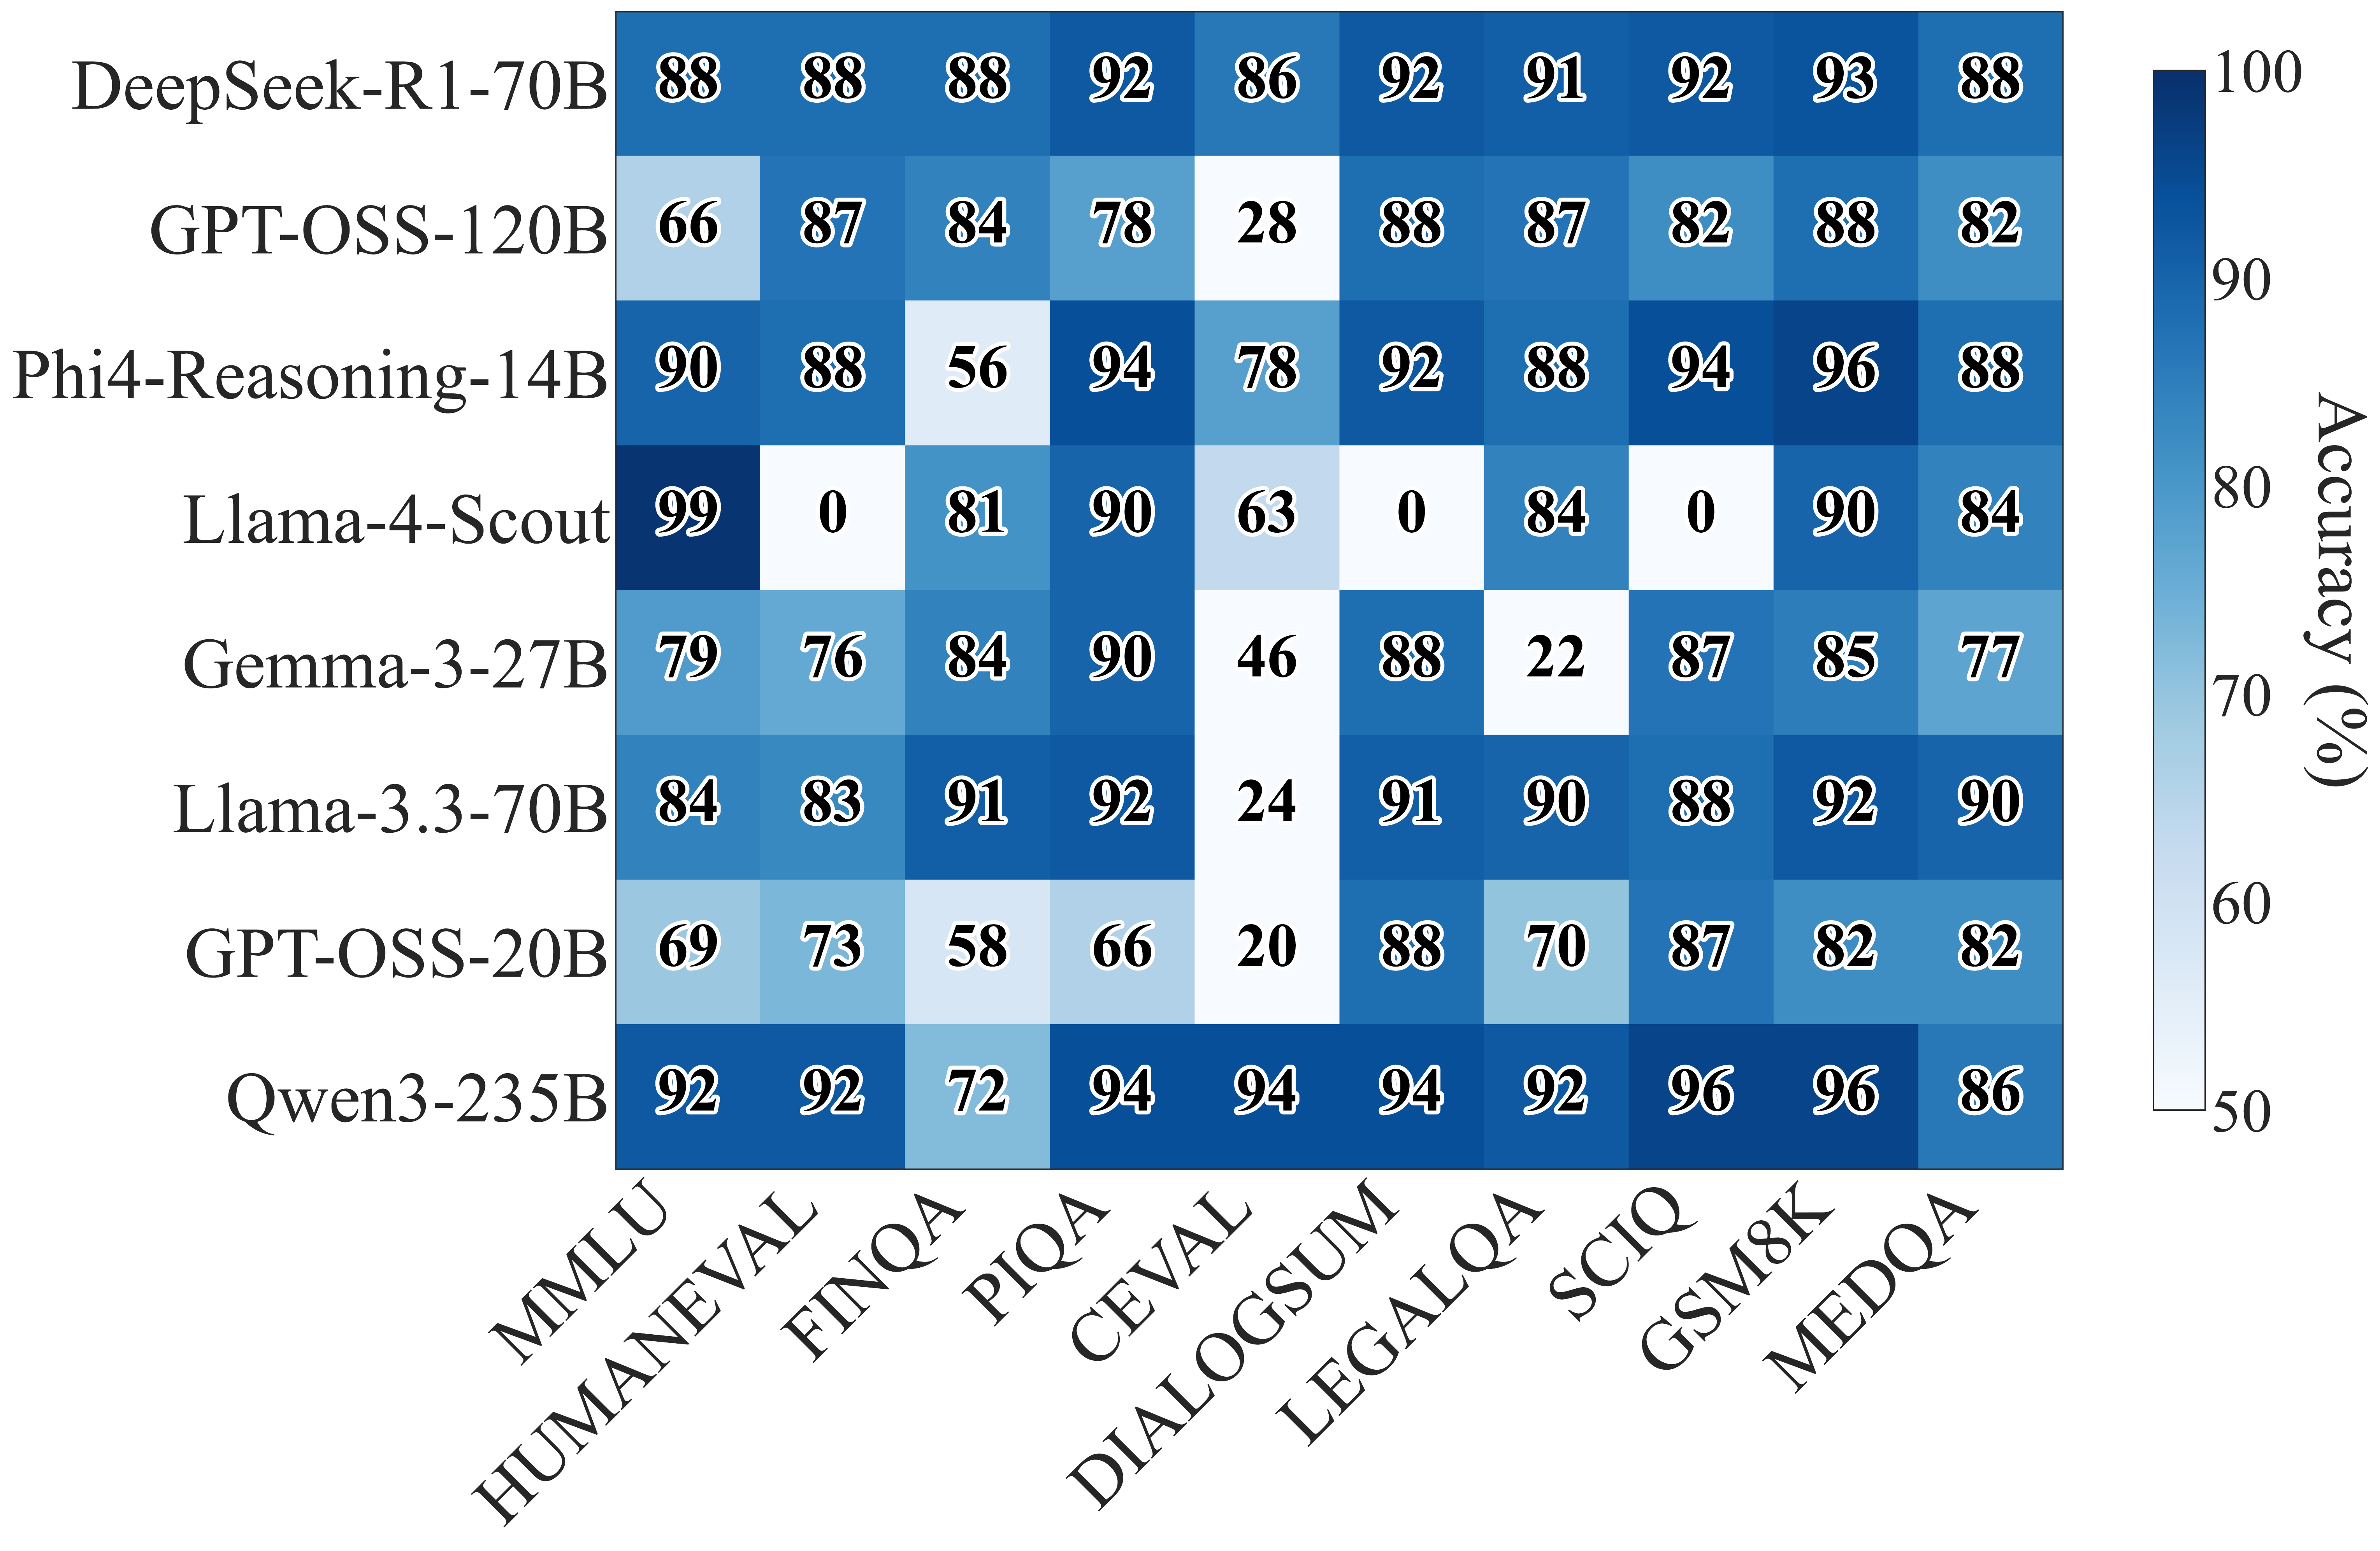 DeepSeek-R1-70B 88 88 88 92 86 92 91 92 93 88
GPT-OSS-120B 66 87 84 78 28 88 87 82 88 82
Phi4-Reasoning-14B 90 88 56 94 78 92 88 94 96 88
Llama-4-Scout 99 0 81 90 63 0 84 0 90 84
Gemma-3-27B 79 76 84 90 46 88 22 87 85 77
Llama-3.3-70B 84 83 91 92 24 91 90 88 92 90
GPT-OSS-20B 69 73 58 66 20 88 70 87 82 82
Qwen3-235B 92 92 72 94 94 94 92 96 96 86
MMLU
HUMANEVAL
FINQA
PIQA
CEVAL
DIALOGSUM
LEGALQA
SCIQ
GSM8K
MEDQA
100
90
80
70
60
50
Accuracy (%)